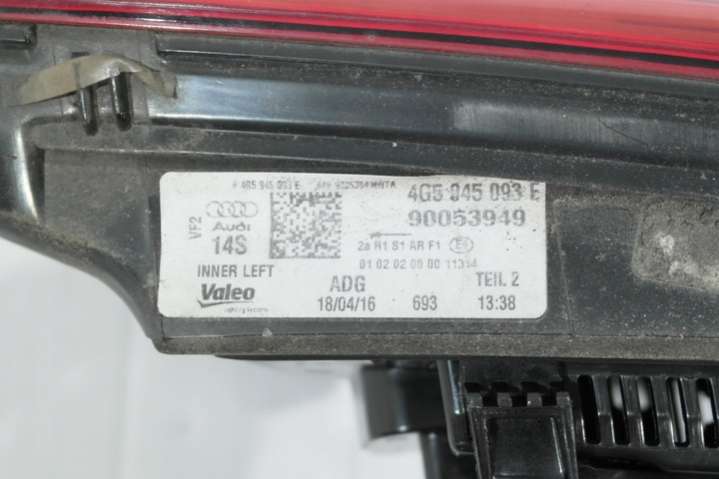 4G5 945 093 E
4G5 945 093 E
90053949
VF2
Audi
14S
2a R1 S1 AR F1
01 02 02 00 00 11314
INNER LEFT
ADG
TEIL 2
Valeo
18/04/16 693 13:38